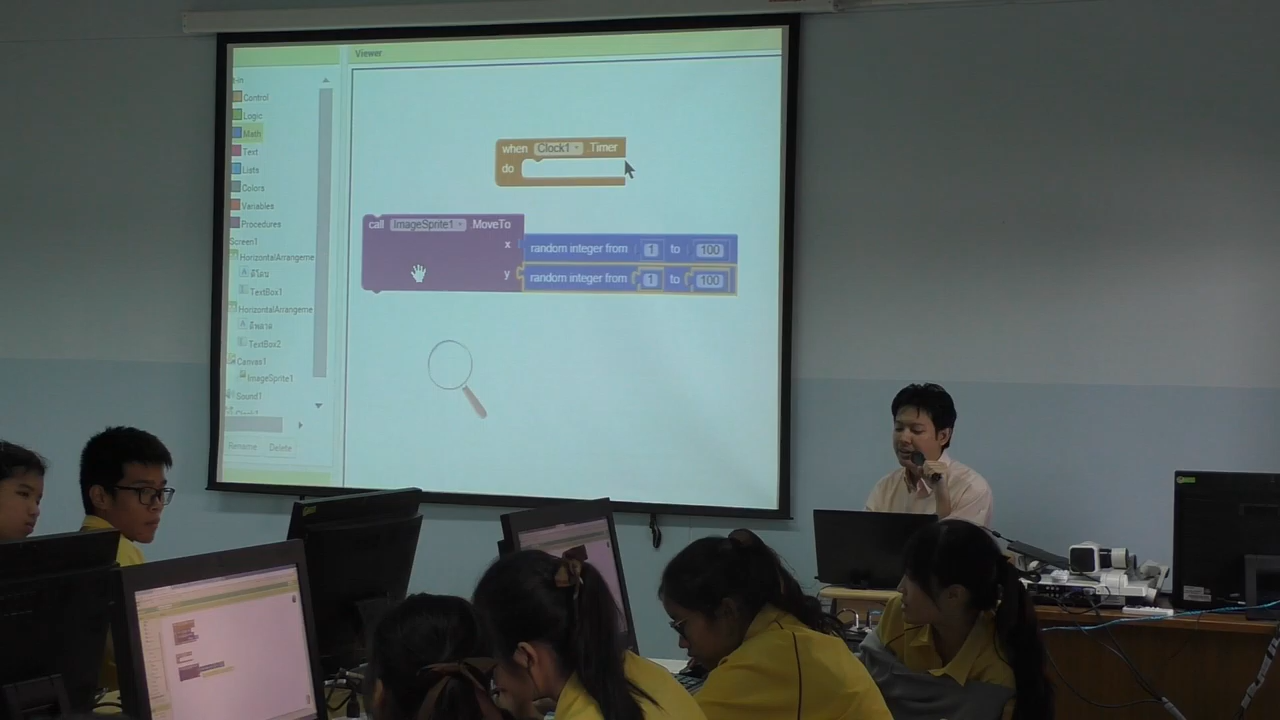 Viewer
Control
Logic
Math
Text
Lists
Colors
Variables
Procedures
Screen1
HorizontalArrangeme
TextBox1
HorizontalArrangeme
TextBox2
Canvas1
ImageSprite1
Sound1
Rename Delete
when Clock1 .Timer
do
call ImageSprite1 .MoveTo
x random integer from 1 to 100
y random integer from 1 to 100